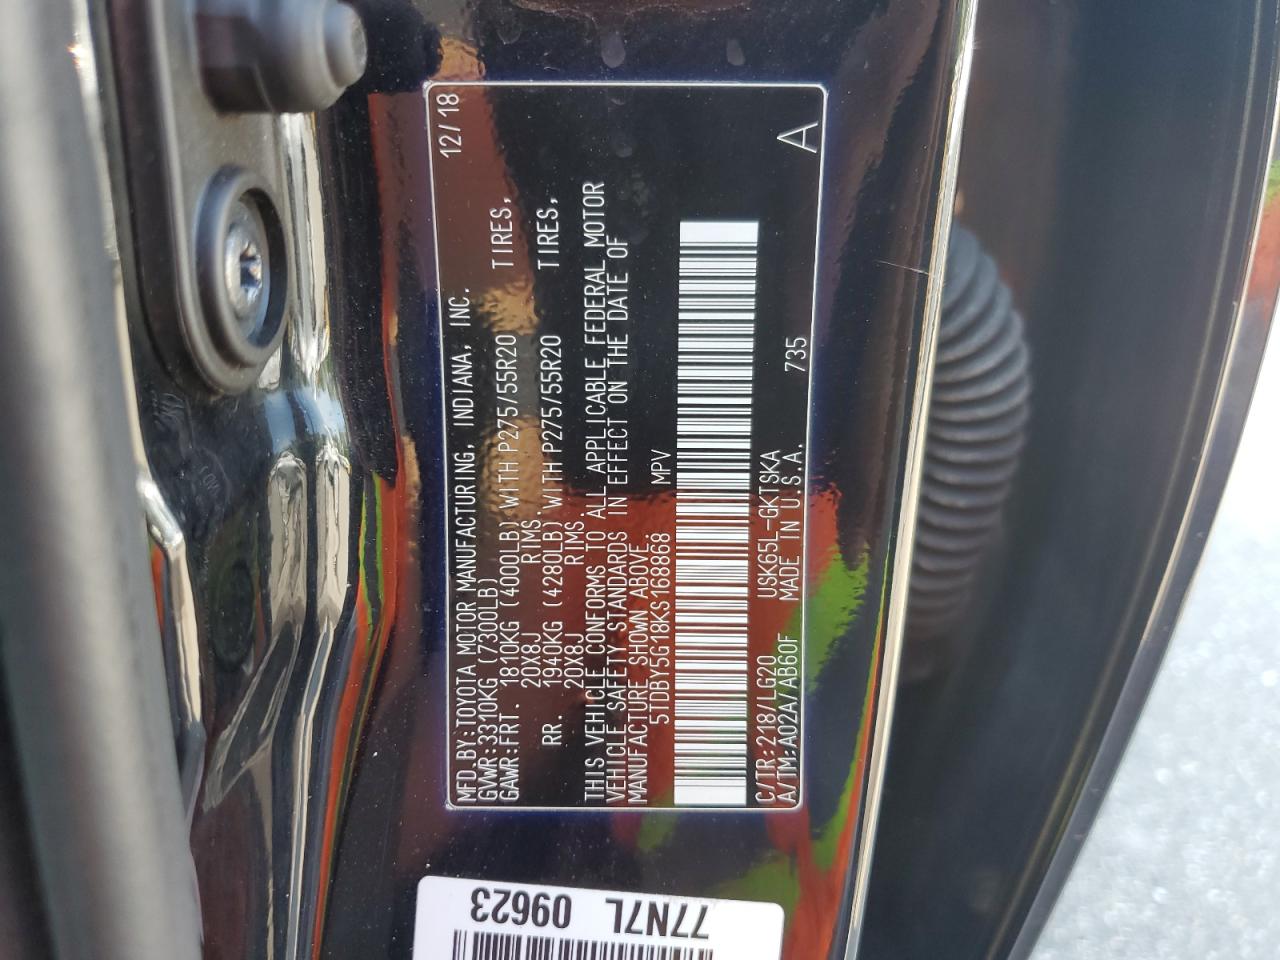 MFD.BY:TOYOTA MOTOR MANUFACTURING, INDIANA, INC. 12/18
GVWR:3310KG (7300LB)
GAWR:FRT. 1810KG (4000LB) WITH P275/55R20 TIRES,
20X8J RIMS.
RR. 1940KG (4280LB) WITH P275/55R20 TIRES,
20X8J RIMS.
THIS VEHICLE CONFORMS TO ALL APPLICABLE FEDERAL MOTOR
VEHICLE SAFETY STANDARDS IN EFFECT ON THE DATE OF
MANUFACTURE SHOWN ABOVE.
5TDBY5G18KS168868 MPV
C/TR:218/LG20 USK65L-GKTSKA
A/TM:A02A/AB60F MADE IN U.S.A. 735 A
77N7L
09623